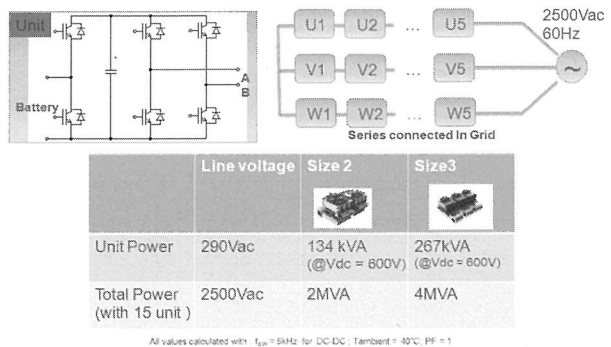 Unit
Battery
A
B
U1 U2 ... U5
V1 V2 ... V5
W1 W2 ... W5
2500Vac
60Hz
~
Series connected In Grid
Line voltage Size 2 Size3
Unit Power 290Vac 134 kVA 267kVA
(@Vdc = 600V) (@Vdc = 600V)
Total Power 2500Vac 2MVA 4MVA
(with 15 unit )
All values calculated with : fsw = 5kHz for DC-DC ; Tambient = 40°C, PF = 1